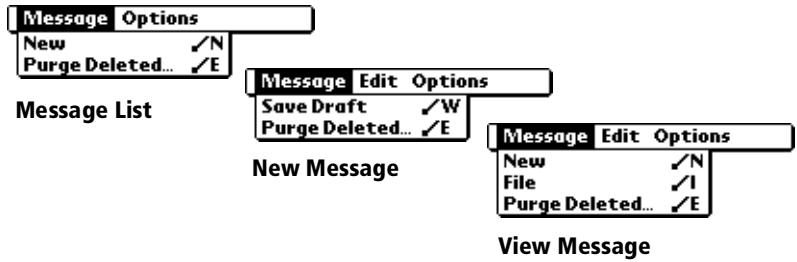 Message Options
New ⁄N
Purge Deleted... ⁄E
Message List
Message Edit Options
Save Draft ⁄W
Purge Deleted... ⁄E
New Message
Message Edit Options
New ⁄N
File ⁄I
Purge Deleted... ⁄E
View Message